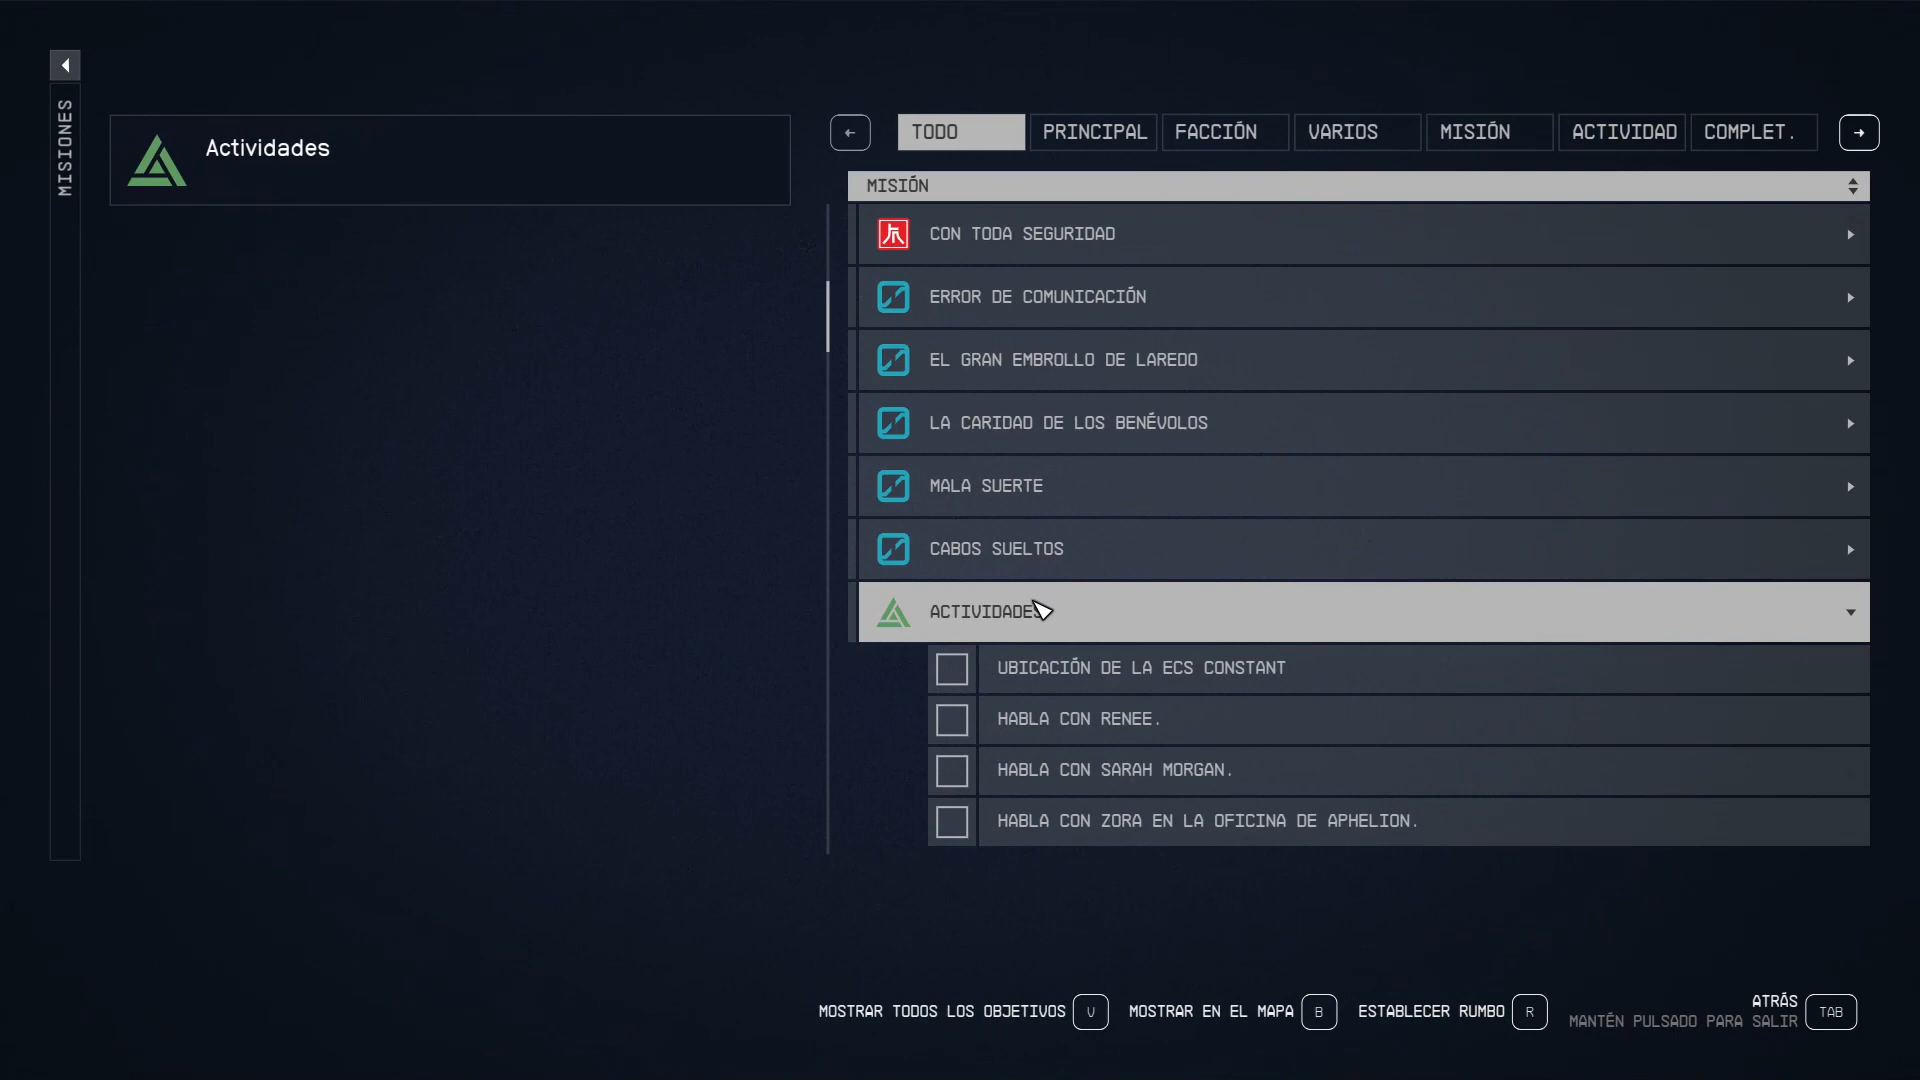 MISIONES
Actividades
TODO
PRINCIPAL
FACCIÓN
VARIOS
MISIÓN
ACTIVIDAD
COMPLET.
MISIÓN
CON TODA SEGURIDAD
ERROR DE COMUNICACIÓN
EL GRAN EMBROLLO DE LAREDO
LA CARIDAD DE LOS BENÉVOLOS
MALA SUERTE
CABOS SUELTOS
ACTIVIDADES
UBICACIÓN DE LA ECS CONSTANT
HABLA CON RENEE.
HABLA CON SARAH MORGAN.
HABLA CON ZORA EN LA OFICINA DE APHELION.
MOSTRAR TODOS LOS OBJETIVOS V
MOSTRAR EN EL MAPA B
ESTABLECER RUMBO R
ATRÁS
MANTÉN PULSADO PARA SALIR
TAB